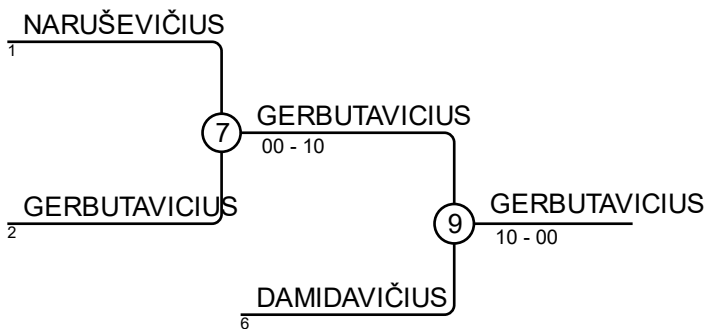 NARUŠEVIČIUS
1
7
GERBUTAVICIUS
00 - 10
GERBUTAVICIUS
2
9
GERBUTAVICIUS
10 - 00
DAMIDAVIČIUS
6